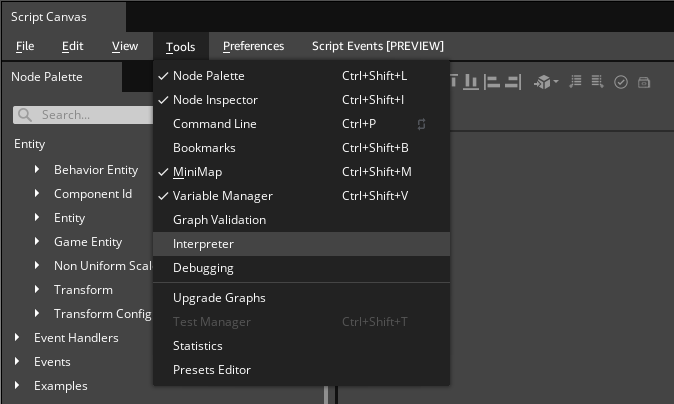 Script Canvas
File Edit View Tools Preferences Script Events [PREVIEW]
Node Palette
Search...
Entity
Behavior Entity
Component Id
Entity
Game Entity
Non Uniform Scal
Transform
Transform Config
Event Handlers
Events
Examples
Node Palette Ctrl+Shift+L
Node Inspector Ctrl+Shift+I
Command Line Ctrl+P
Bookmarks Ctrl+Shift+B
MiniMap Ctrl+Shift+M
Variable Manager Ctrl+Shift+V
Graph Validation
Interpreter
Debugging
Upgrade Graphs
Test Manager Ctrl+Shift+T
Statistics
Presets Editor